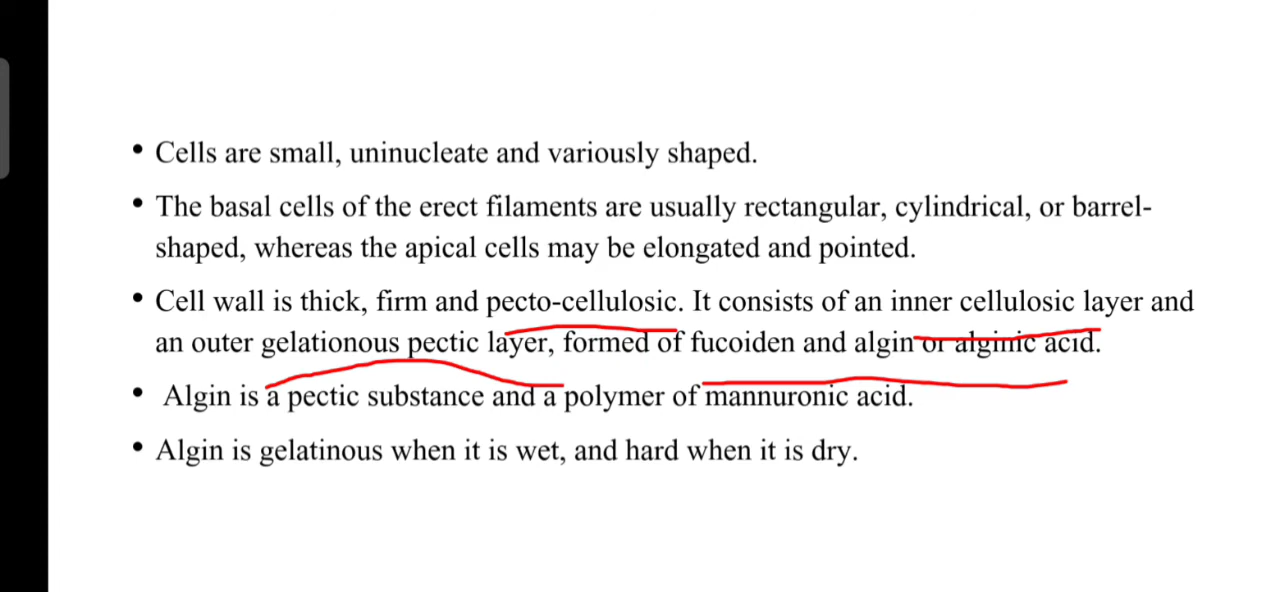 • Cells are small, uninucleate and variously shaped.
• The basal cells of the erect filaments are usually rectangular, cylindrical, or barrel-
shaped, whereas the apical cells may be elongated and pointed.
• Cell wall is thick, firm and pecto-cellulosic. It consists of an inner cellulosic layer and
an outer gelationous pectic layer, formed of fucoiden and algin or alginic acid.
• Algin is a pectic substance and a polymer of mannuronic acid.
• Algin is gelatinous when it is wet, and hard when it is dry.